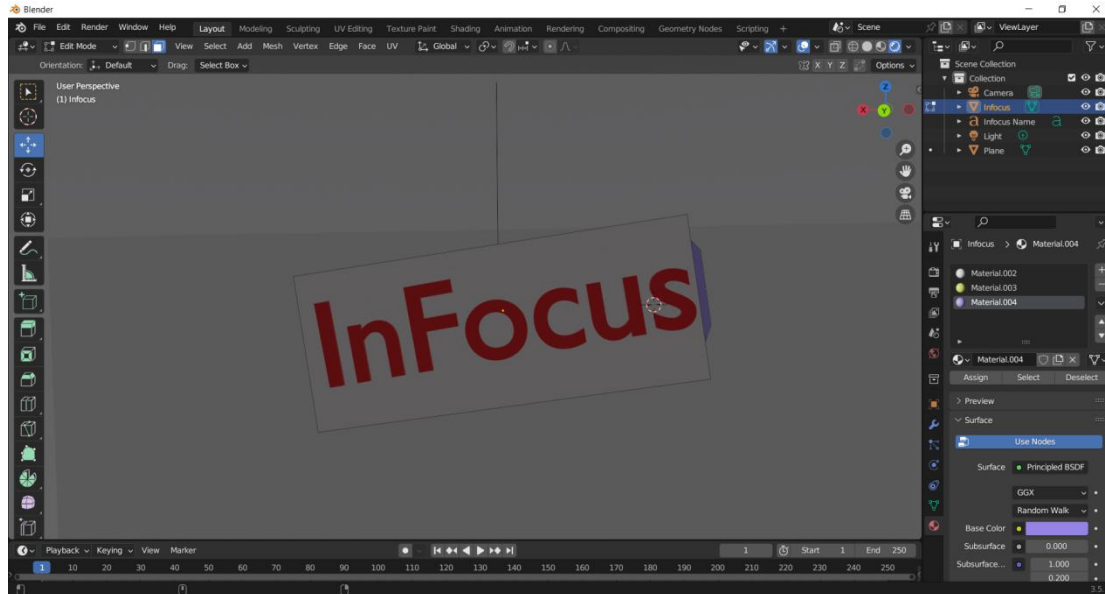 Blender
File Edit Render Window Help Layout Modeling Sculpting UV Editing Texture Paint Shading Animation Rendering Compositing Geometry Nodes Scripting + Scene ViewLayer
Edit Mode View Select Add Mesh Vertex Edge Face UV Global
Orientation: Default Drag: Select Box X Y Z Options
User Perspective
(1) Infocus
Z
X Y
InFocus
Scene Collection
Collection
Camera
Infocus
Infocus Name
Light
Plane
Infocus > Material.004
Material.002
Material.003
Material.004
Material.004
Assign Select Deselect
Preview
Surface
Use Nodes
Surface Principled BSDF
GGX
Random Walk
Base Color
Subsurface 0.000
Subsurface... 1.000
0.200
Playback Keying View Marker 1 Start 1 End 250
1 10 20 30 40 50 60 70 80 90 100 110 120 130 140 150 160 170 180 190 200 210 220 230 240 250
3.5.